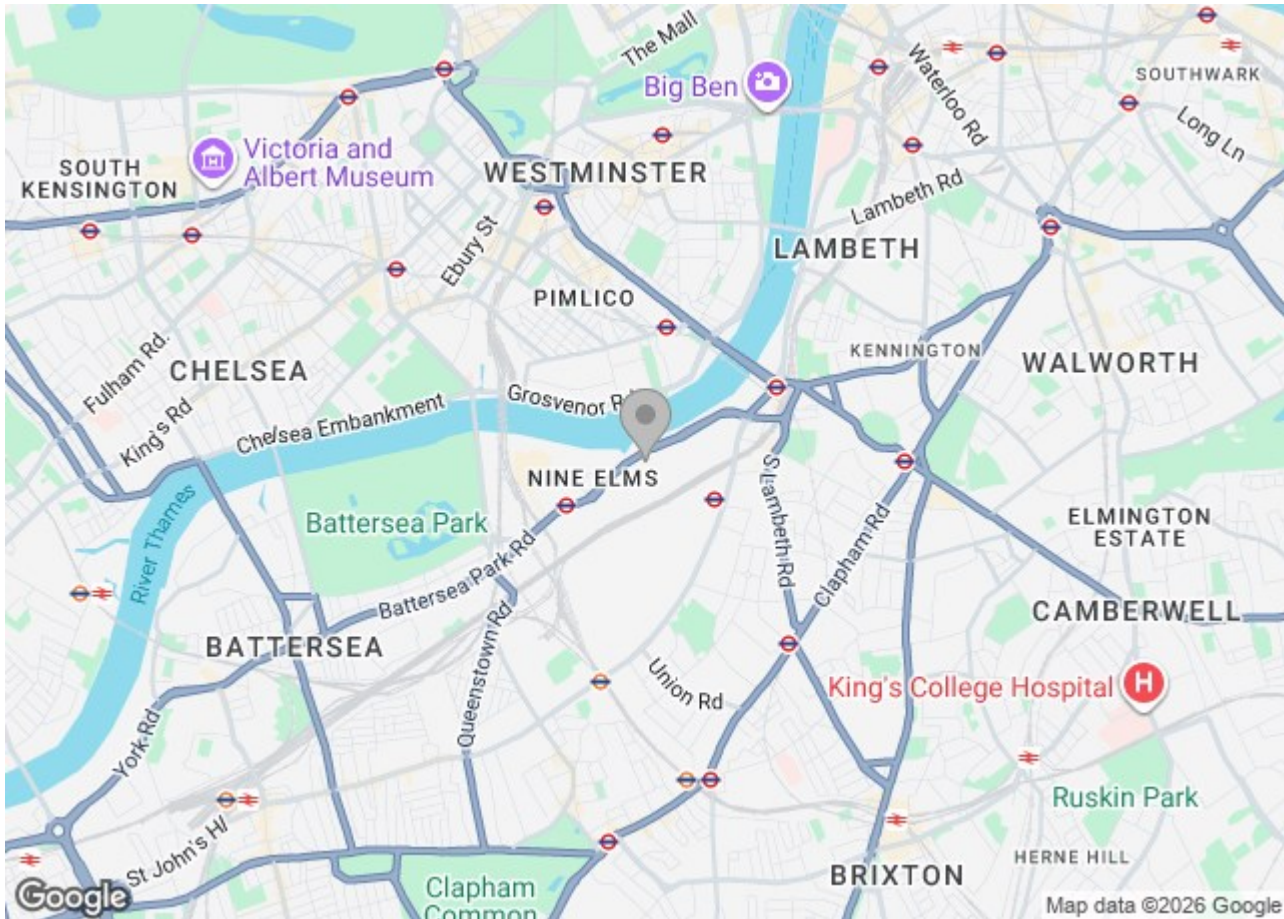 The Mall
Big Ben
Waterloo Rd
SOUTHWARK
Long Ln
SOUTH
KENSINGTON
Victoria and
Albert Museum
WESTMINSTER
Lambeth Rd
Ebury St
LAMBETH
PIMLICO
Fulham Rd.
CHELSEA
KENNINGTON
WALWORTH
King's Rd
Chelsea Embankment
Grosvenor Rd
NINE ELMS
S Lambeth Rd
Clapham Rd
River Thames
Battersea Park
ELMINGTON
ESTATE
Battersea Park Rd
CAMBERWELL
BATTERSEA
Queenstown Rd
Union Rd
King's College Hospital
H
York Rd
Ruskin Park
St John's Hl
HERNE HILL
BRIXTON
Clapham
Common
Google
Map data ©2026 Google